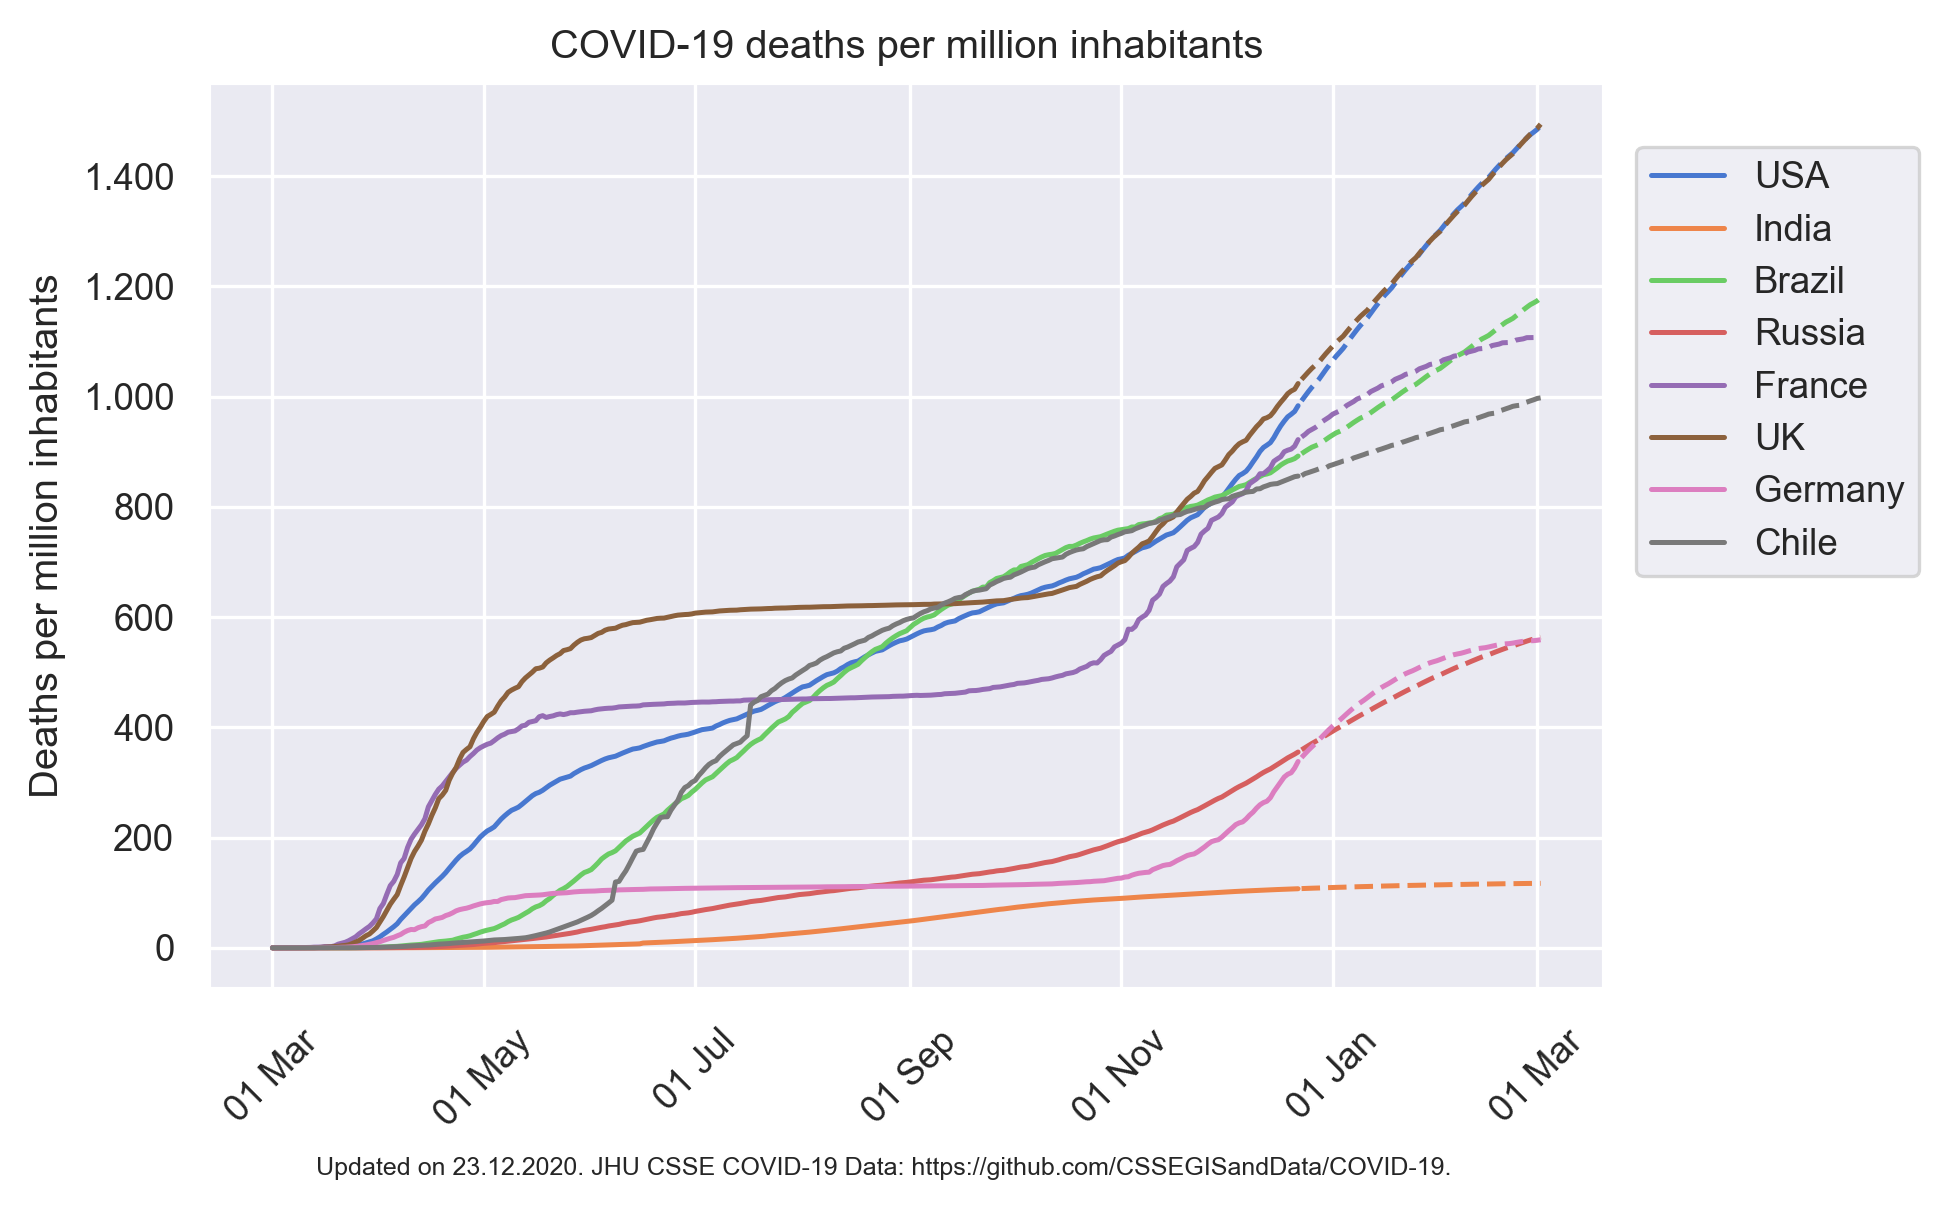 COVID-19 deaths per million inhabitants
Deaths per million inhabitants
1.400
1.200
1.000
800
600
400
200
0
01 Mar
01 May
01 Jul
01 Sep
01 Nov
01 Jan
01 Mar
USA
India
Brazil
Russia
France
UK
Germany
Chile
Updated on 23.12.2020. JHU CSSE COVID-19 Data: https://github.com/CSSEGISandData/COVID-19.